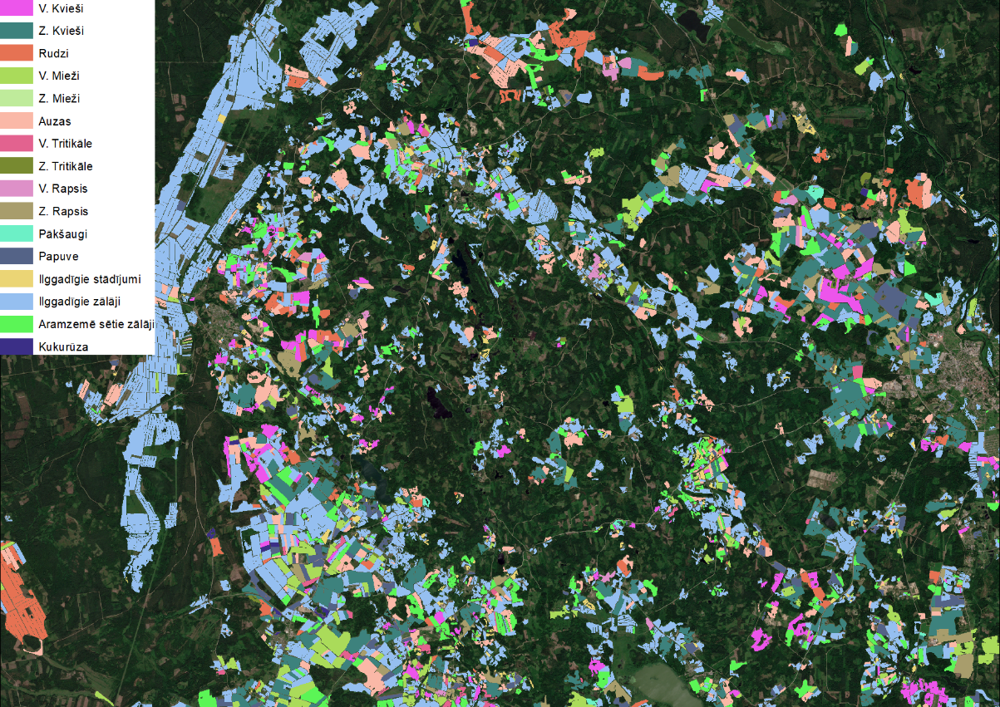 V. Kvieši
Z. Kvieši
Rudzi
V. Mieži
Z. Mieži
Auzas
V. Tritikāle
Z. Tritikāle
V. Rapsis
Z. Rapsis
Pākšaugi
Papuve
Ilggadīgie stādījumi
Ilggadīgie zālāji
Aramzemē sētie zālāji
Kukurūza